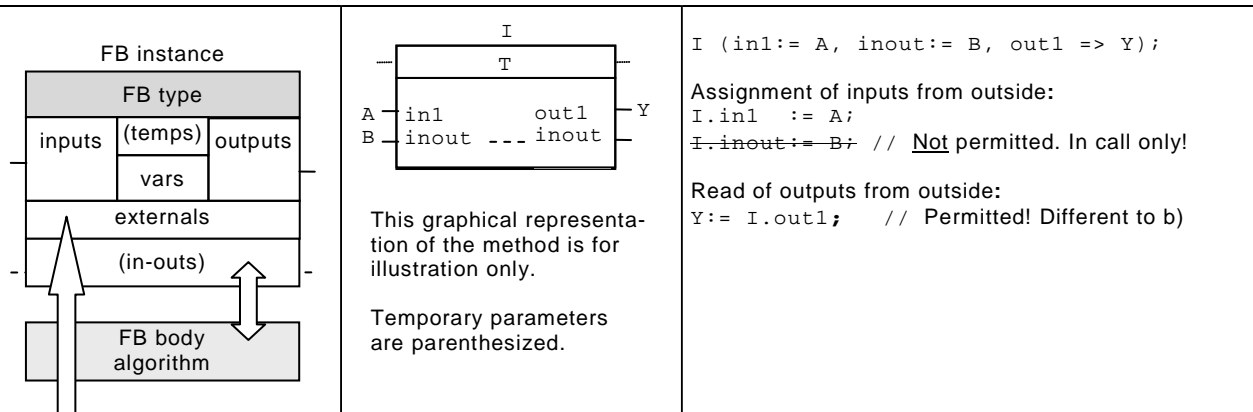 FB instance
FB type
inputs
(temps)
outputs
vars
externals
(in-outs)
FB body
algorithm
I
T
A in1 out1 Y
B inout --- inout
This graphical representa-
tion of the method is for
illustration only.
Temporary parameters
are parenthesized.
I (in1:= A, inout:= B, out1 => Y);
Assignment of inputs from outside:
I.in1 := A;
I.inout:= B; // Not permitted. In call only!
Read of outputs from outside:
Y:= I.out1; // Permitted! Different to b)